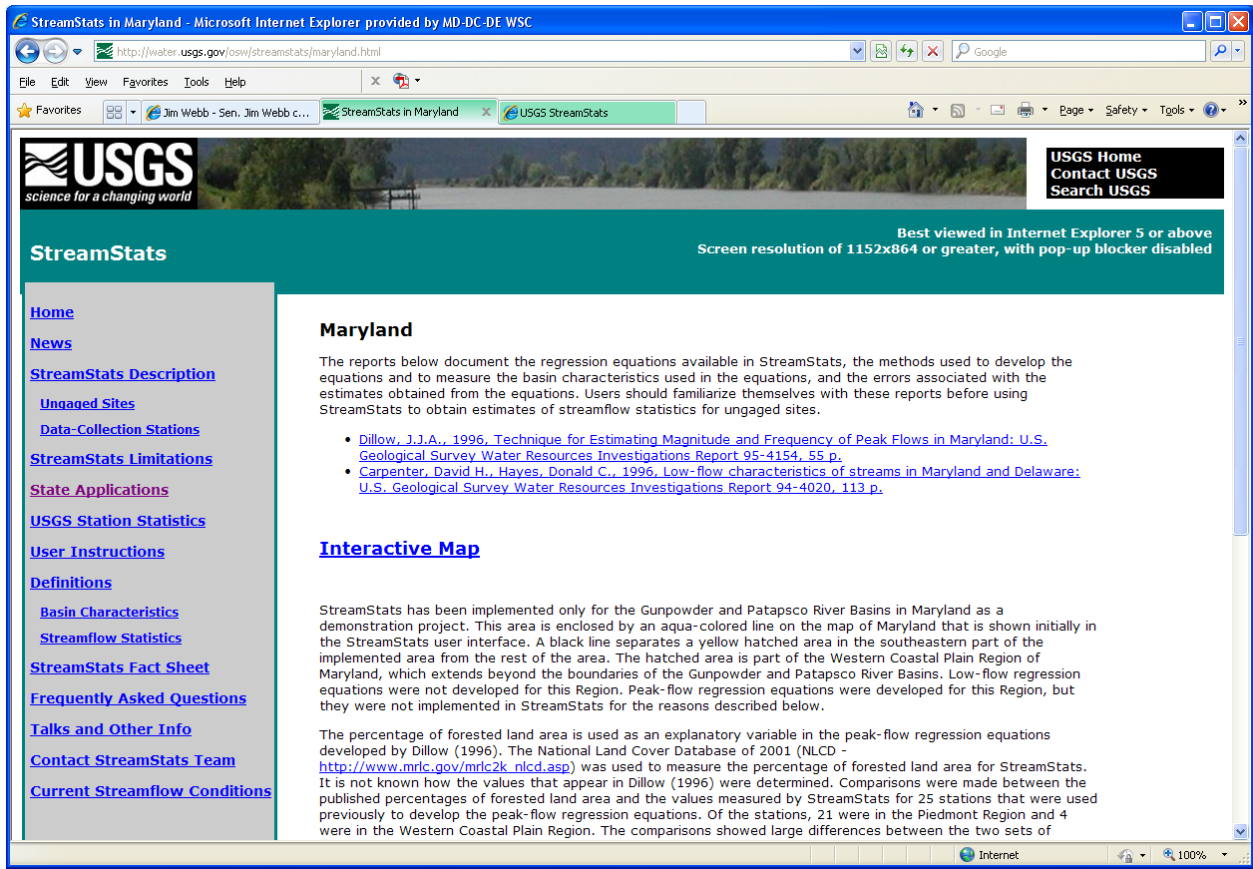 StreamStats in Maryland - Microsoft Internet Explorer provided by MD-DC-DE WSC
http://water.usgs.gov/osw/streamstats/maryland.html
Google
File Edit View Favorites Tools Help
x
Favorites
Jim Webb - Sen. Jim Webb c...
StreamStats in Maryland
USGS StreamStats
Page Safety Tools
USGS
science for a changing world
USGS Home
Contact USGS
Search USGS
StreamStats
Best viewed in Internet Explorer 5 or above
Screen resolution of 1152x864 or greater, with pop-up blocker disabled
Home
News
StreamStats Description
Ungaged Sites
Data-Collection Stations
StreamStats Limitations
State Applications
USGS Station Statistics
User Instructions
Definitions
Basin Characteristics
Streamflow Statistics
StreamStats Fact Sheet
Frequently Asked Questions
Talks and Other Info
Contact StreamStats Team
Current Streamflow Conditions
Maryland
The reports below document the regression equations available in StreamStats, the methods used to develop the
equations and to measure the basin characteristics used in the equations, and the errors associated with the
estimates obtained from the equations. Users should familiarize themselves with these reports before using
StreamStats to obtain estimates of streamflow statistics for ungaged sites.
• Dillow, J.J.A., 1996, Technique for Estimating Magnitude and Frequency of Peak Flows in Maryland: U.S.
Geological Survey Water Resources Investigations Report 95-4154, 55 p.
• Carpenter, David H., Hayes, Donald C., 1996, Low-flow characteristics of streams in Maryland and Delaware:
U.S. Geological Survey Water Resources Investigations Report 94-4020, 113 p.
Interactive Map
StreamStats has been implemented only for the Gunpowder and Patapsco River Basins in Maryland as a
demonstration project. This area is enclosed by an aqua-colored line on the map of Maryland that is shown initially in
the StreamStats user interface. A black line separates a yellow hatched area in the southeastern part of the
implemented area from the rest of the area. The hatched area is part of the Western Coastal Plain Region of
Maryland, which extends beyond the boundaries of the Gunpowder and Patapsco River Basins. Low-flow regression
equations were not developed for this Region. Peak-flow regression equations were developed for this Region, but
they were not implemented in StreamStats for the reasons described below.
The percentage of forested land area is used as an explanatory variable in the peak-flow regression equations
developed by Dillow (1996). The National Land Cover Database of 2001 (NLCD -
http://www.mrlc.gov/mrlc2k_nlcd.asp) was used to measure the percentage of forested land area for StreamStats.
It is not known how the values that appear in Dillow (1996) were determined. Comparisons were made between the
published percentages of forested land area and the values measured by StreamStats for 25 stations that were used
previously to develop the peak-flow regression equations. Of the stations, 21 were in the Piedmont Region and 4
were in the Western Coastal Plain Region. The comparisons showed large differences between the two sets of
Internet
100%